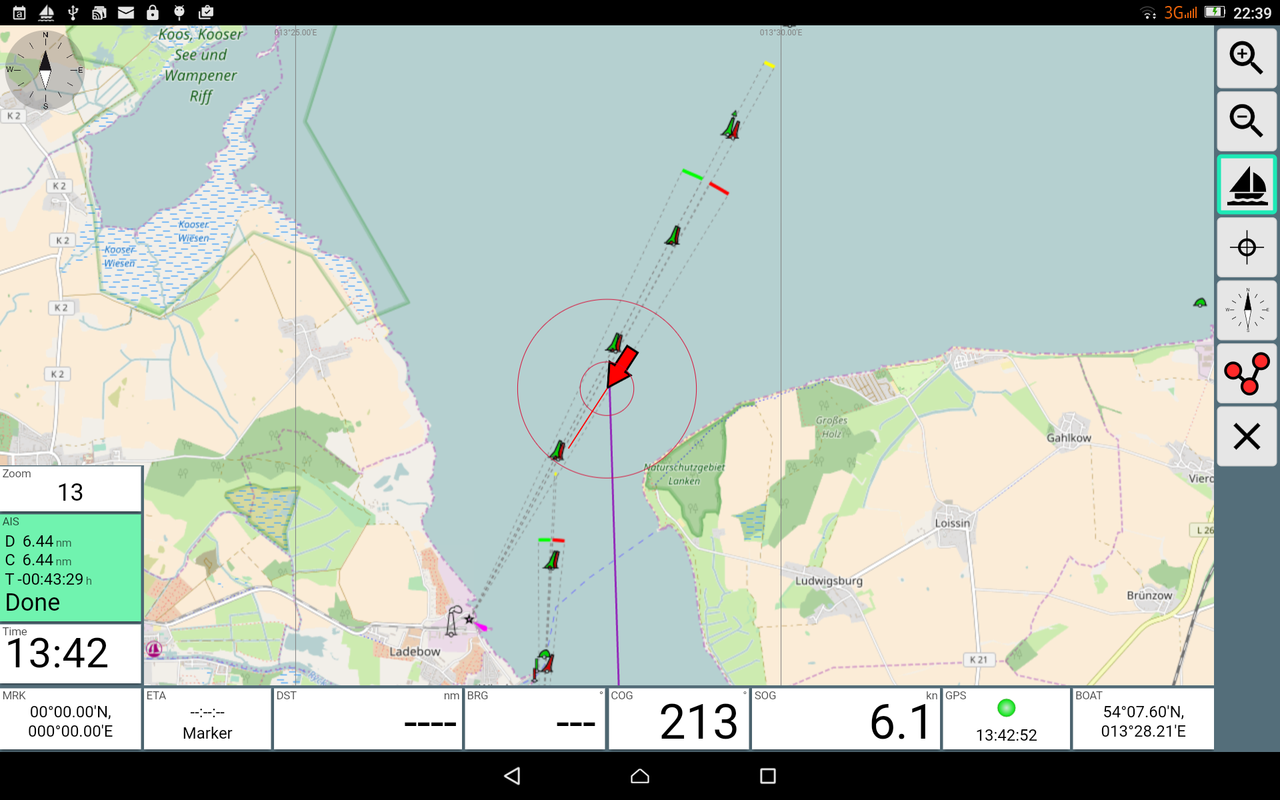 3G 22:39
013°25.00'E
013°30.00'E
N
W
E
S
Koos, Kooser
See und
Wampener
Riff
K 2
K 2
K 2
K 2
K 2
Kooser
Wiesen
Kooser
Wiesen
Großes
Holz
Gahlkow
Naturschutzgebiet
Lanken
Loissin
L 26
Ludwigsburg
Brünzow
K 21
Ladebow
Zoom
13
AIS
D 6.44 nm
C 6.44 nm
T -00:43:29 h
Done
Time
13:42
MRK
00°00.00'N,
000°00.00'E
ETA
--:--:--
Marker
DST nm
----
BRG °
---
COG °
213
SOG kn
6.1
GPS
13:42:52
BOAT
54°07.60'N,
013°28.21'E